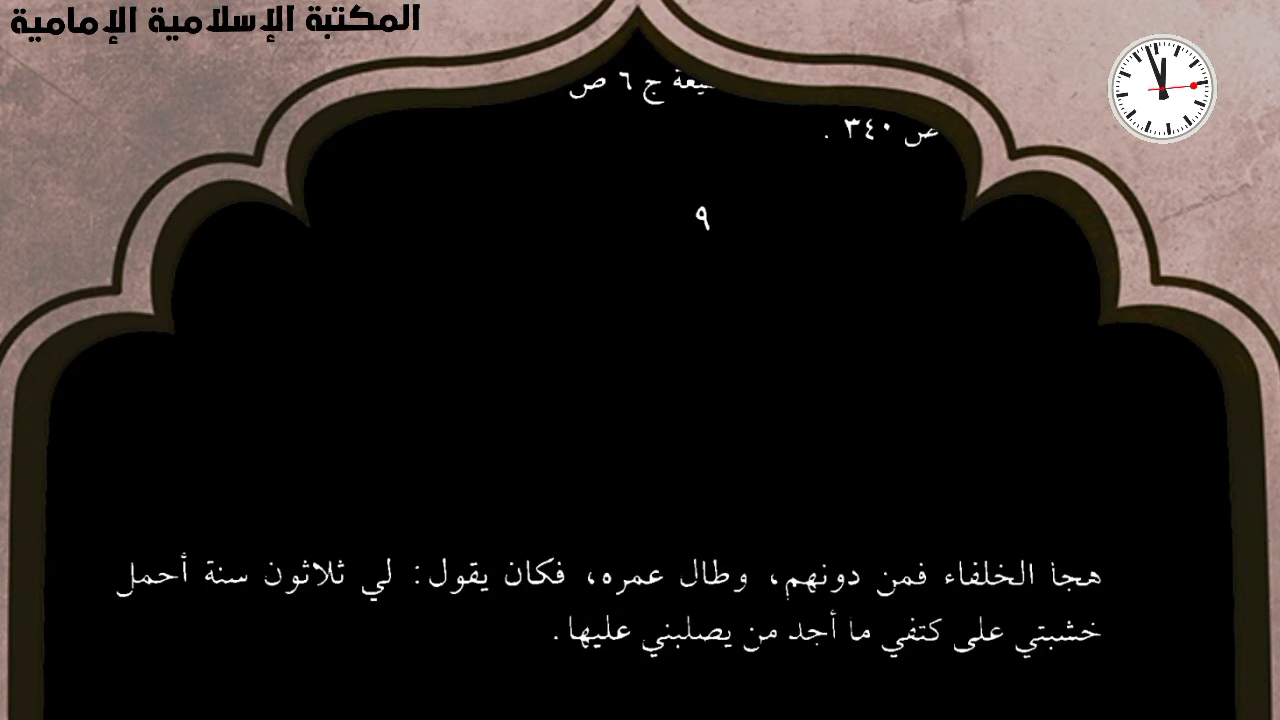 المكتبة الإسلامية الإمامية
ج ٦ ص
ص ٣٤٠ .
٩
هجا الخلفاء فمن دونهم، وطال عمره، فكان يقول: لي ثلاثون سنة أحمل
خشبتي على كتفي ما أجد من يصلبني عليها.